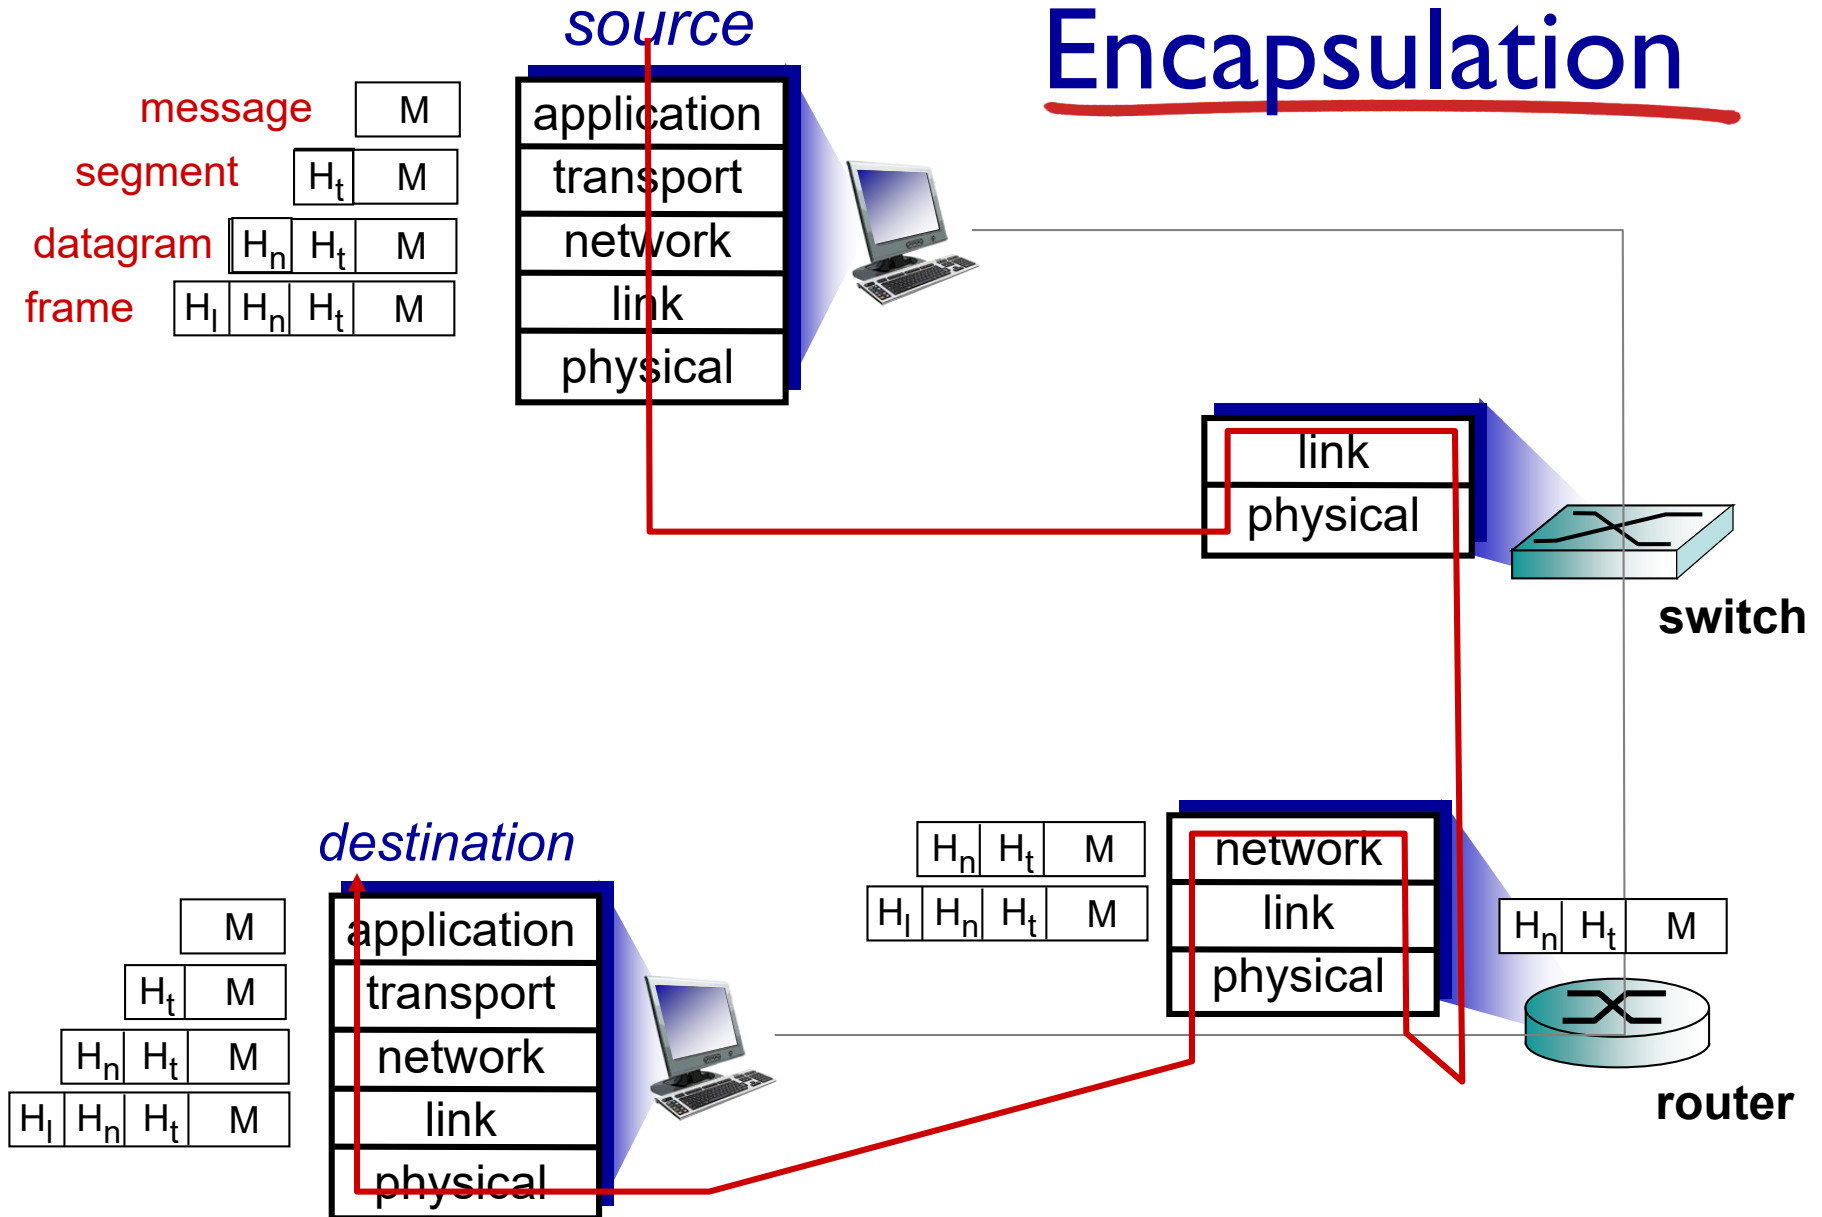 source
Encapsulation
message M
application
segment Ht M
transport
datagram Hn Ht M
network
frame Hl Hn Ht M
link
physical
link
physical
switch
destination
Hn Ht M
network
Hl Hn Ht M
link
physical
Hn Ht M
router
M
application
Ht M
transport
Hn Ht M
network
Hl Hn Ht M
link
physical